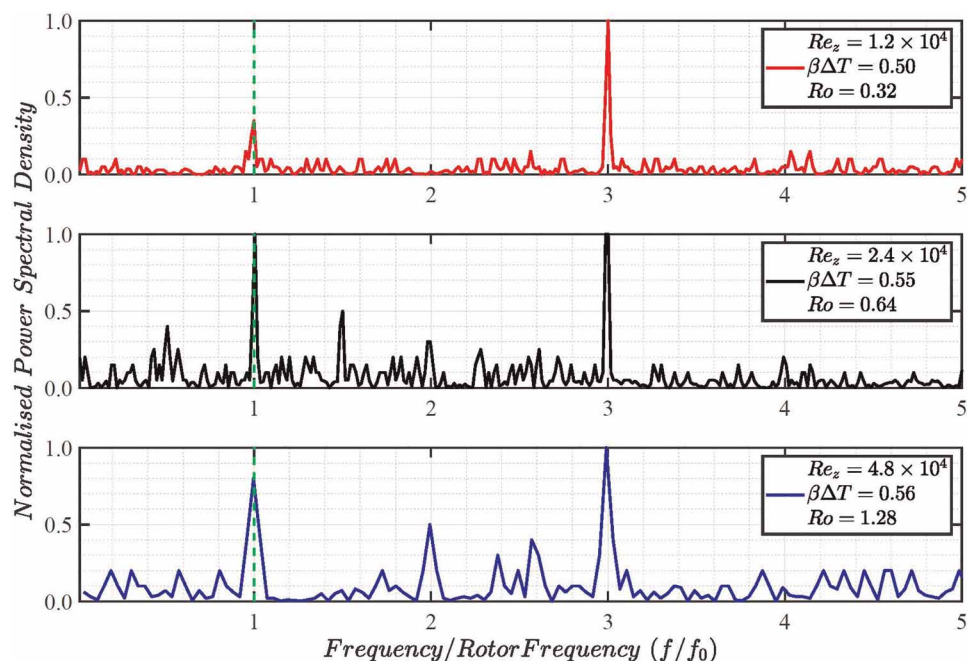 Normalised Power Spectral Density
1.0
0.5
0.0
Re_z = 1.2 × 10^4
βΔT = 0.50
Ro = 0.32
1 2 3 4 5
1.0
0.5
0.0
Re_z = 2.4 × 10^4
βΔT = 0.55
Ro = 0.64
1 2 3 4 5
1.0
0.5
0.0
Re_z = 4.8 × 10^4
βΔT = 0.56
Ro = 1.28
1 2 3 4 5
Frequency/RotorFrequency (f/f_0)